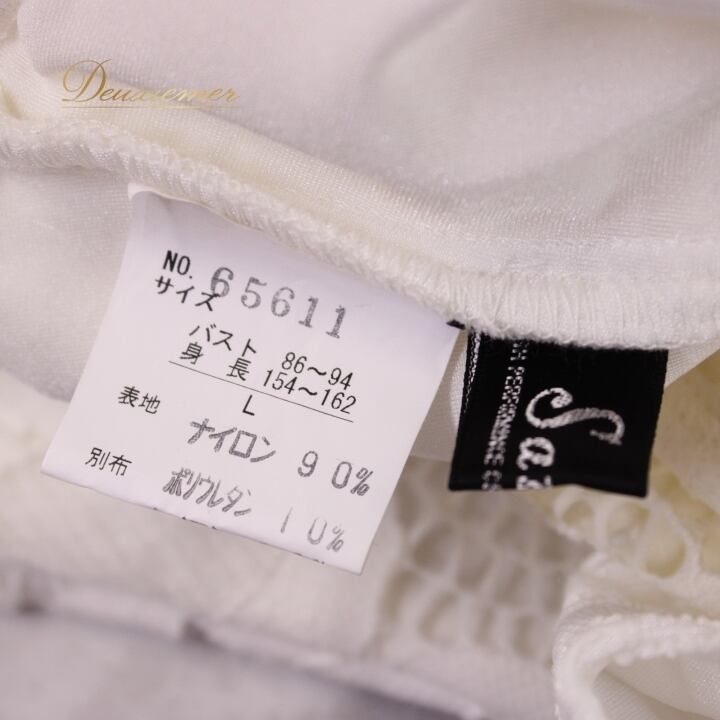 Deuxiemer
NO. 65611
サイズ
バスト 86～94
身長 154～162
L
表地 ナイロン 90%
別布 ポリウレタン 10%